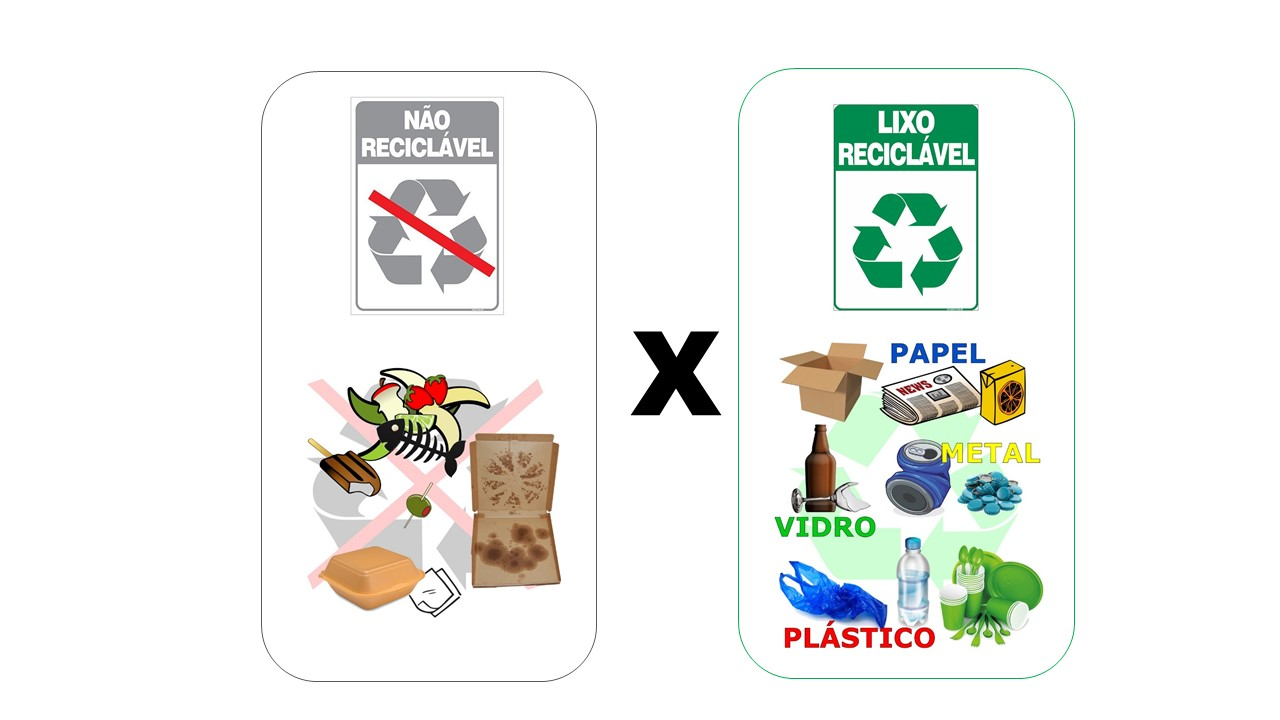 NÃO
RECICLÁVEL
X
LIXO
RECICLÁVEL
PAPEL
NEWS
METAL
VIDRO
PLÁSTICO